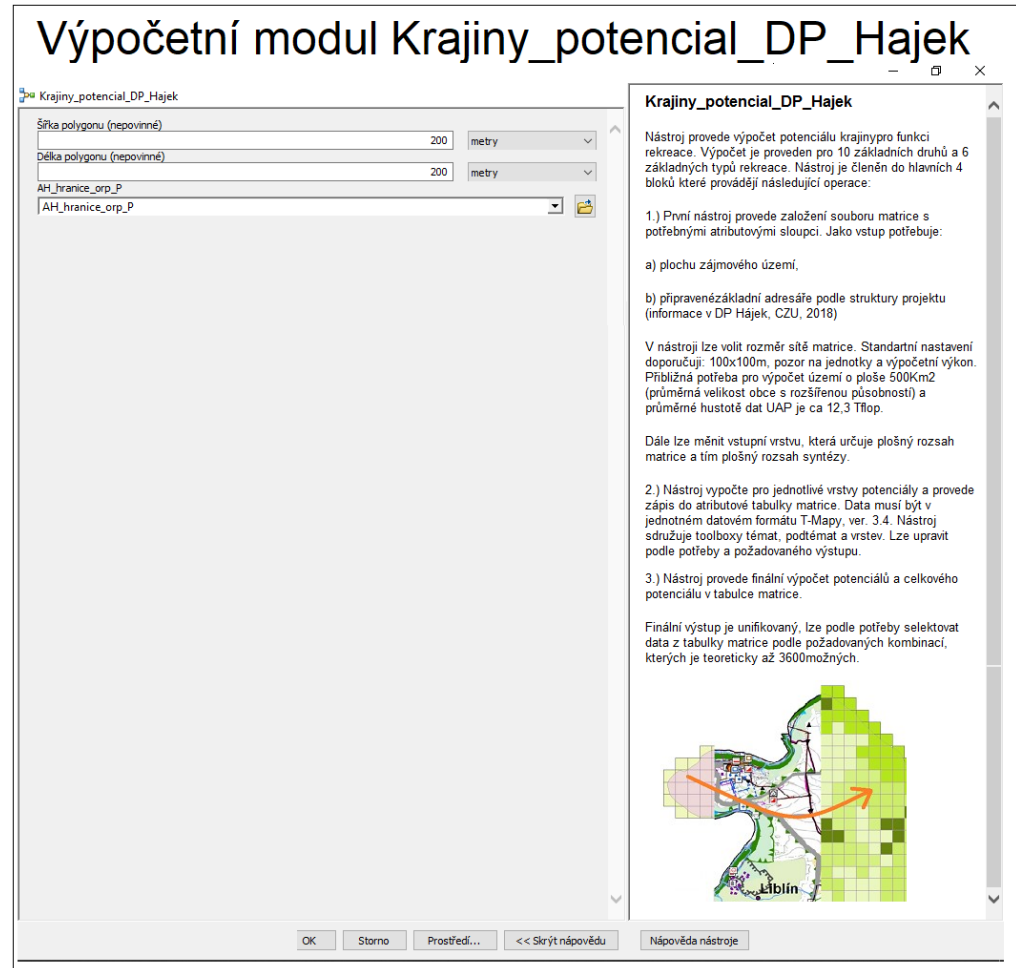 Výpočetní modul Krajiny_potencial_DP_Hajek
Krajiny_potencial_DP_Hajek
Šířka polygonu (nepovinné)
200 metry
Délka polygonu (nepovinné)
200 metry
AH_hranice_orp_P
AH_hranice_orp_P
Krajiny_potencial_DP_Hajek
Nástroj provede výpočet potenciálu krajinypro funkci
rekreace. Výpočet je proveden pro 10 základních druhů a 6
základných typů rekreace. Nástroj je členěn do hlavních 4
bloků které provádějí následující operace:
1.) První nástroj provede založení souboru matrice s
potřebnými atributovými sloupci. Jako vstup potřebuje:
a) plochu zájmového území,
b) připravenézákladní adresáře podle struktury projektu
(informace v DP Hájek, CZU, 2018)
V nástroji lze volit rozměr sítě matrice. Standartní nastavení
doporučuji: 100x100m, pozor na jednotky a výpočetní výkon.
Přibližná potřeba pro výpočet území o ploše 500Km2
(průměrná velikost obce s rozšířenou působností) a
průměrné hustotě dat UAP je ca 12,3 Tflop.
Dále lze měnit vstupní vrstvu, která určuje plošný rozsah
matrice a tím plošný rozsah syntézy.
2.) Nástroj vypočte pro jednotlivé vrstvy potenciály a provede
zápis do atributové tabulky matrice. Data musí být v
jednotném datovém formátu T-Mapy, ver. 3.4. Nástroj
sdružuje toolboxy témat, podtémat a vrstev. Lze upravit
podle potřeby a požadovaného výstupu.
3.) Nástroj provede finální výpočet potenciálů a celkového
potenciálu v tabulce matrice.
Finální výstup je unifikovaný, lze podle potřeby selektovat
data z tabulky matrice podle požadovaných kombinací,
kterých je teoreticky až 3600možných.
Liblín
OK Storno Prostředí... << Skrýt nápovědu Nápověda nástroje